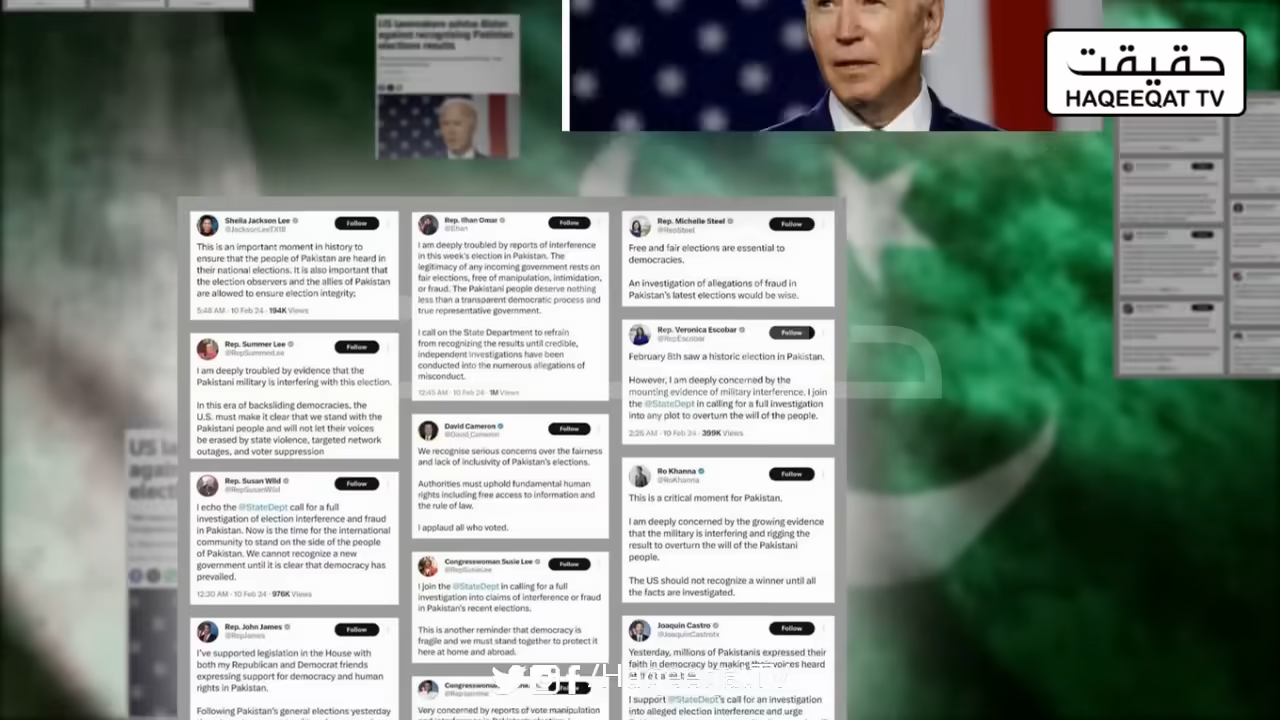 US lawmakers advise Biden
against recognising Pakistan
elections results
حقیقت
HAQEEQAT TV
Sheila Jackson Lee
@JacksonLeeTX18
Follow
This is an important moment in history to
ensure that the people of Pakistan are heard in
their national elections. It is also important that
the election observers and the allies of Pakistan
are allowed to ensure election integrity;
5:48 AM · 10 Feb 24 · 194K Views
Rep. Summer Lee
@RepSummerLee
Follow
I am deeply troubled by evidence that the
Pakistani military is interfering with this election.
In this era of backsliding democracies, the
U.S. must make it clear that we stand with the
Pakistani people and will not let their voices
be erased by state violence, targeted network
outages, and voter suppression
Rep. Susan Wild
@RepSusanWild
Follow
I echo the @StateDept call for a full
investigation of election interference and fraud
in Pakistan. Now is the time for the international
community to stand on the side of the people
of Pakistan. We cannot recognize a new
government until it is clear that democracy has
prevailed.
12:30 AM · 10 Feb 24 · 976K Views
Rep. John James
@RepJames
Follow
I've supported legislation in the House with
both my Republican and Democrat friends
expressing support for democracy and human
rights in Pakistan.
Following Pakistan's general elections yesterday
Rep. Ilhan Omar
@Ilhan
Follow
I am deeply troubled by reports of interference
in this week's election in Pakistan. The
legitimacy of any incoming government rests on
fair elections, free of manipulation, intimidation,
or fraud. The Pakistani people deserve nothing
less than a transparent democratic process and
true representative government.
I call on the State Department to refrain
from recognizing the results until credible,
independent investigations have been
conducted into the numerous allegations of
misconduct.
12:45 AM · 10 Feb 24 · 1M Views
David Cameron
@David_Cameron
Follow
We recognise serious concerns over the fairness
and lack of inclusivity of Pakistan's elections.
Authorities must uphold fundamental human
rights including free access to information and
the rule of law.
I applaud all who voted.
Congresswoman Susie Lee
@RepSusieLee
Follow
I join the @StateDept in calling for a full
investigation into claims of interference or fraud
in Pakistan's recent elections.
This is another reminder that democracy is
fragile and we must stand together to protect it
here at home and abroad.
Very concerned by reports of vote manipulation
Rep. Michelle Steel
@RepSteel
Follow
Free and fair elections are essential to
democracies.
An investigation of allegations of fraud in
Pakistan's latest elections would be wise.
Rep. Veronica Escobar
@RepEscobar
Follow
February 8th saw a historic election in Pakistan.
However, I am deeply concerned by the
mounting evidence of military interference. I join
the @StateDept in calling for a full investigation
into any plot to overturn the will of the people.
2:26 AM · 10 Feb 24 · 399K Views
Ro Khanna
@RoKhanna
Follow
This is a critical moment for Pakistan.
I am deeply concerned by the growing evidence
that the military is interfering and rigging the
result to overturn the will of the Pakistani
people.
The US should not recognize a winner until all
the facts are investigated.
Joaquin Castro
@JoaquinCastrotx
Follow
Yesterday, millions of Pakistanis expressed their
faith in democracy by making their voices heard
I support @StateDept's call for an investigation
into alleged election interference and urge
/HaqeeqatTV